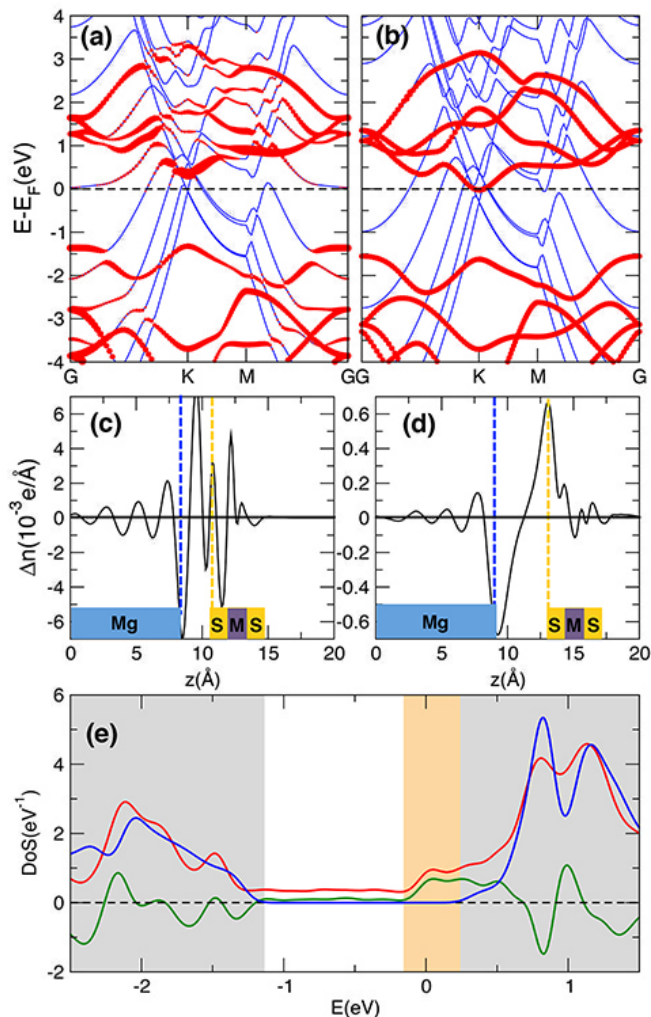 (a) (b)
4
3
2
1
0
-1
-2
-3
-4
E-E_F(eV)
G K M GG K M G
(c) (d)
6
4
2
0
-2
-4
-6
Δn(10⁻³e/Å)
0.6
0.4
0.2
0
-0.2
-0.4
-0.6
Mg S M S
Mg S M S
0 5 10 15 20
0 5 10 15 20
z(Å) z(Å)
(e)
6
4
2
0
-2
DoS(eV⁻¹)
-2 -1 0 1
E(eV)